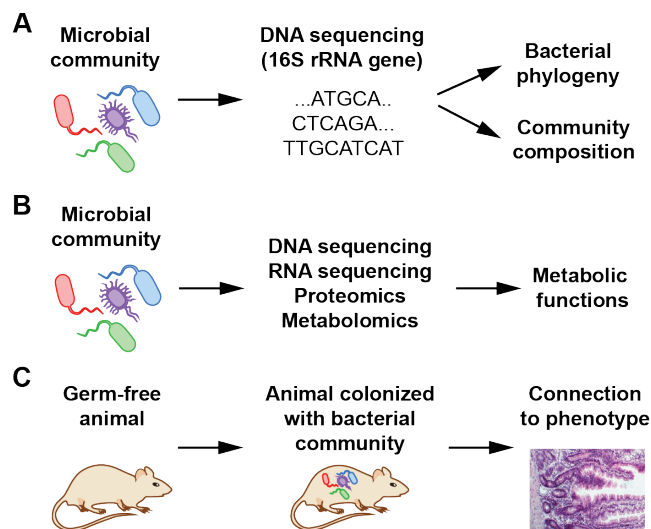 A
Microbial
community
DNA sequencing
(16S rRNA gene)
...ATGCA..
CTCAGA...
TTGCATCAT
Bacterial
phylogeny
Community
composition
B
Microbial
community
DNA sequencing
RNA sequencing
Proteomics
Metabolomics
Metabolic
functions
C
Germ-free
animal
Animal colonized
with bacterial
community
Connection
to phenotype